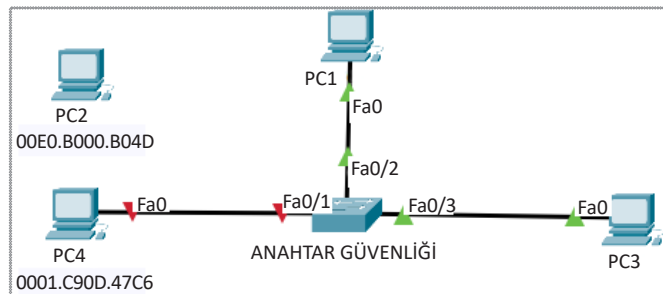 PC1
Fa0
PC2
00E0.B000.B04D
Fa0/2
Fa0
Fa0/1
Fa0/3
Fa0
PC4
ANAHTAR GÜVENLİĞİ
PC3
0001.C90D.47C6